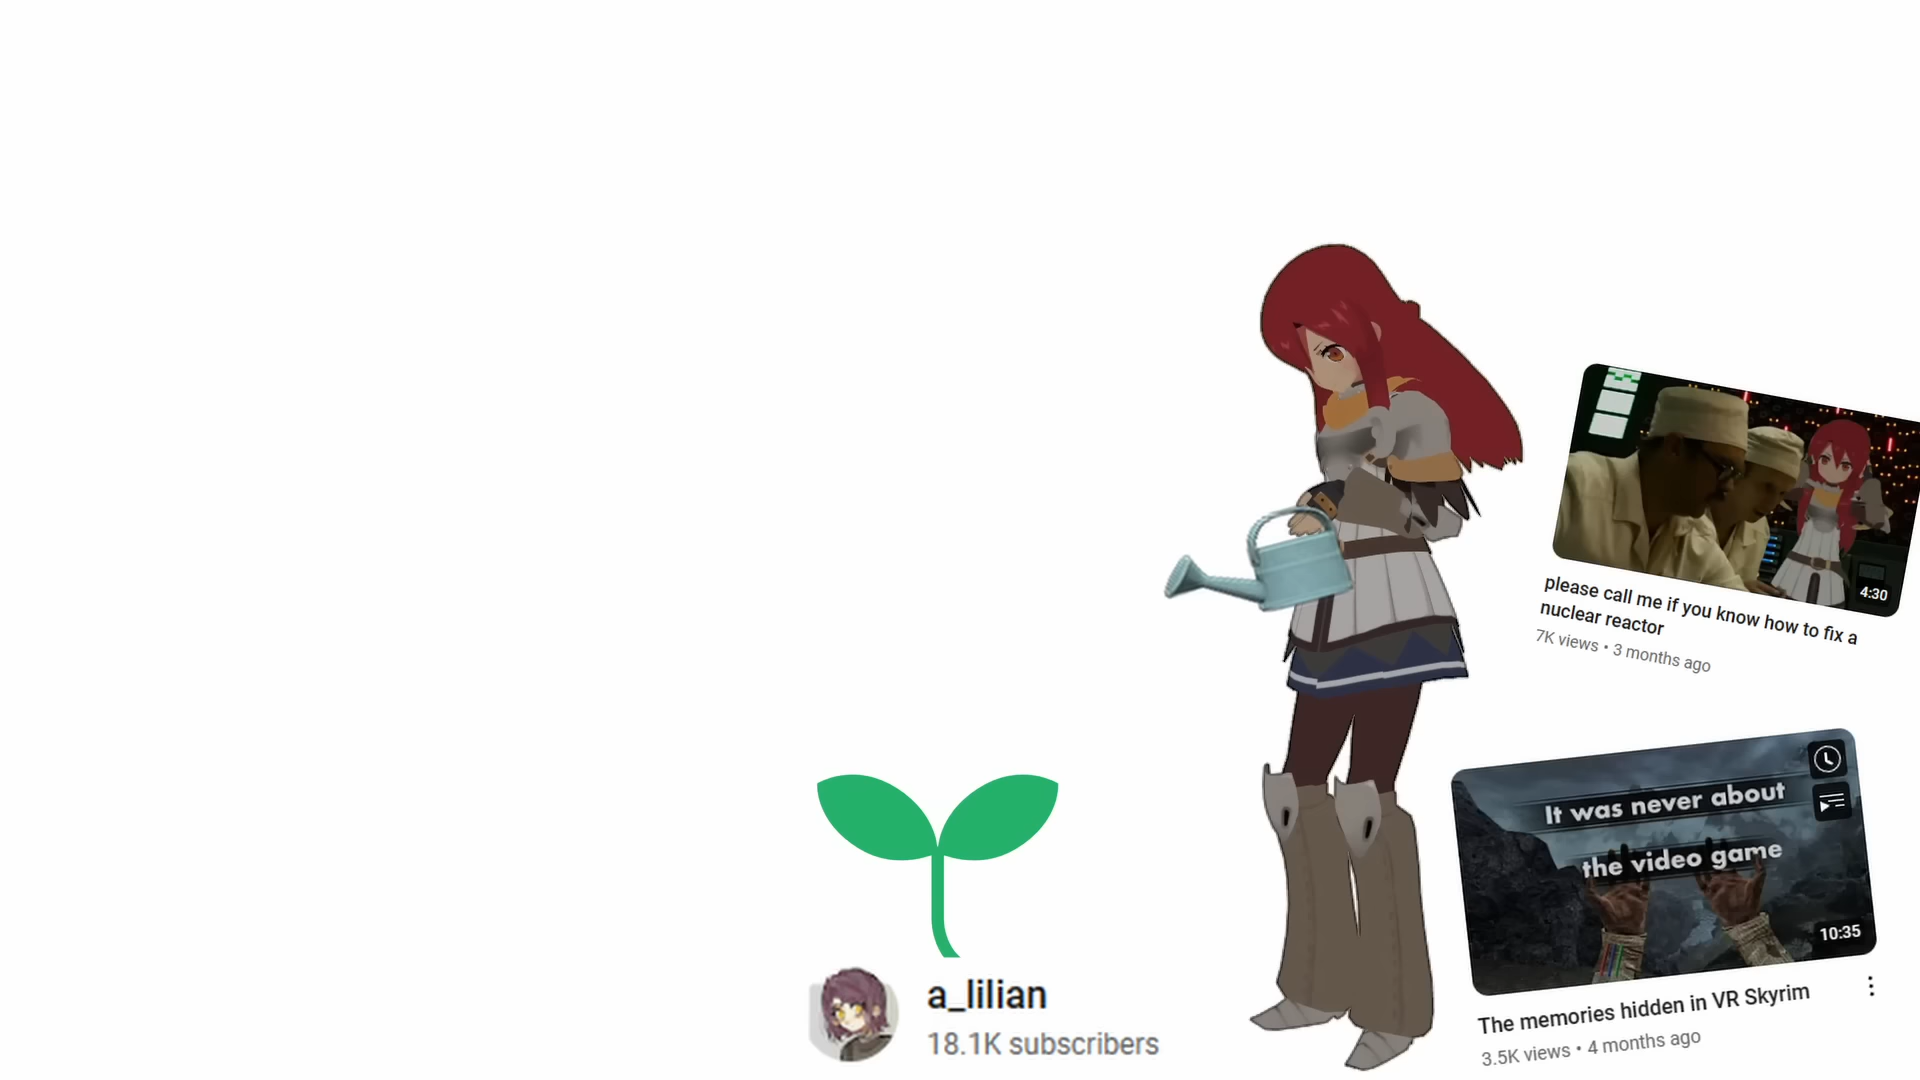 4:30
please call me if you know how to fix a
nuclear reactor
7K views • 3 months ago
It was never about
the video game
10:35
The memories hidden in VR Skyrim
3.5K views • 4 months ago
a_lilian
18.1K subscribers